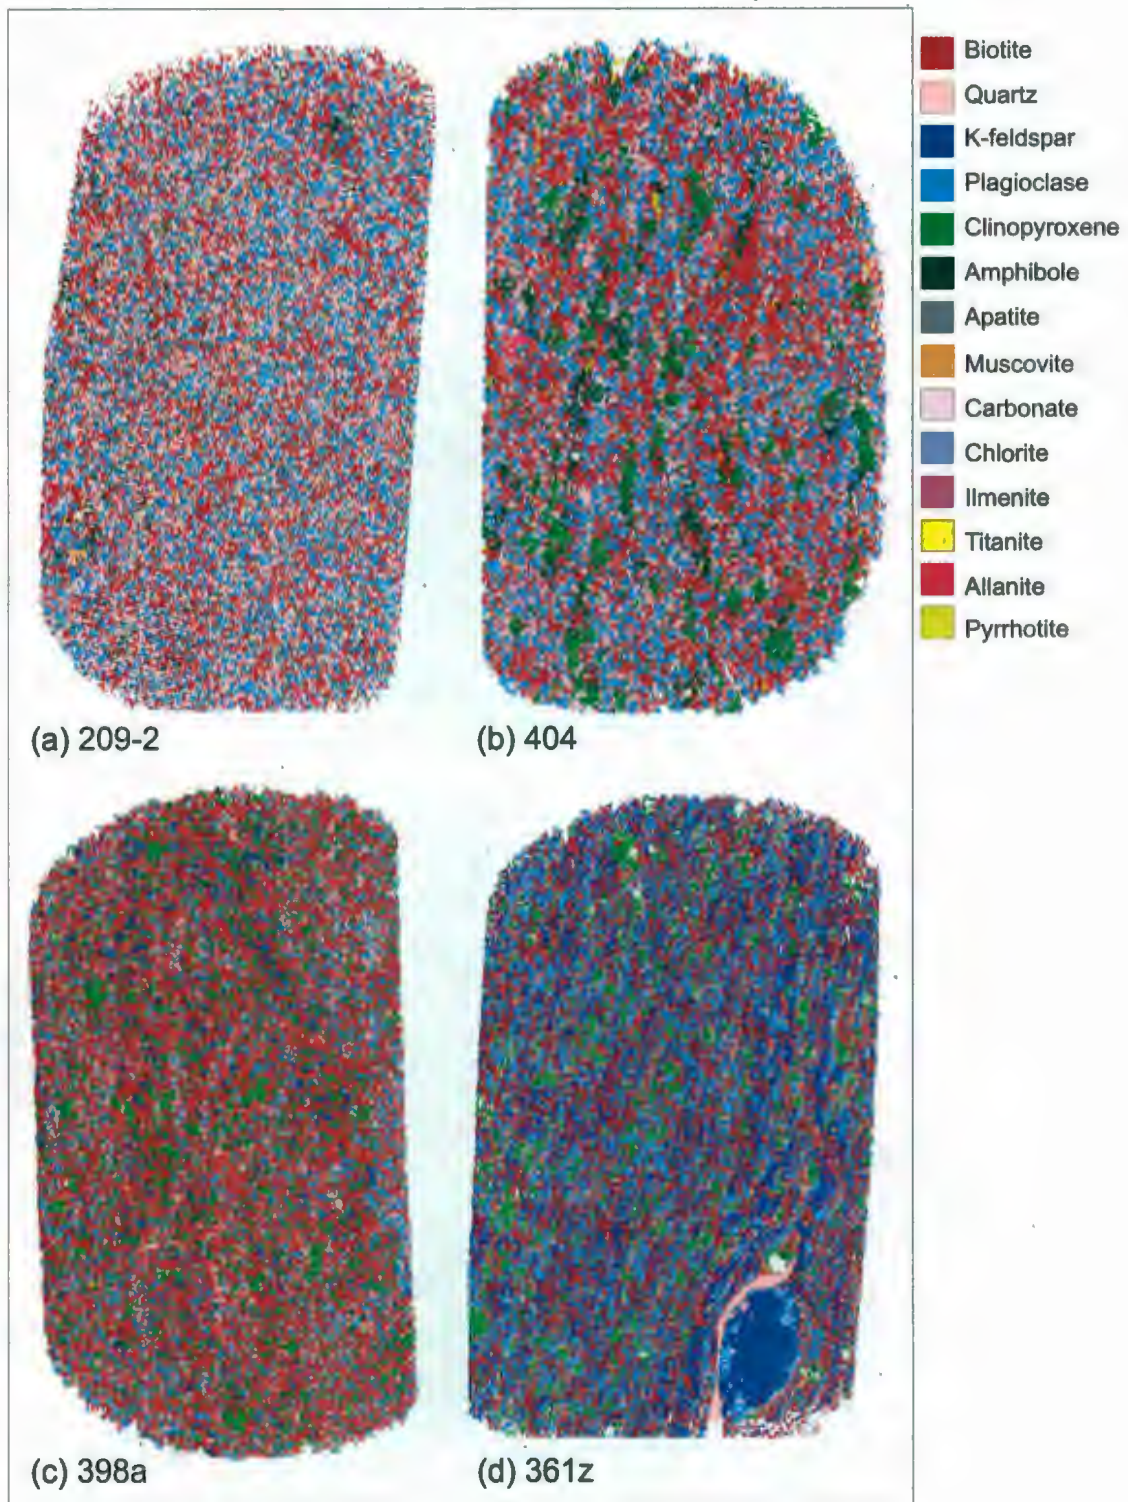 Biotite
Quartz
K-feldspar
Plagioclase
Clinopyroxene
Amphibole
Apatite
Muscovite
Carbonate
Chlorite
Ilmenite
Titanite
Allanite
Pyrrhotite
(a) 209-2
(b) 404
(c) 398a
(d) 361z